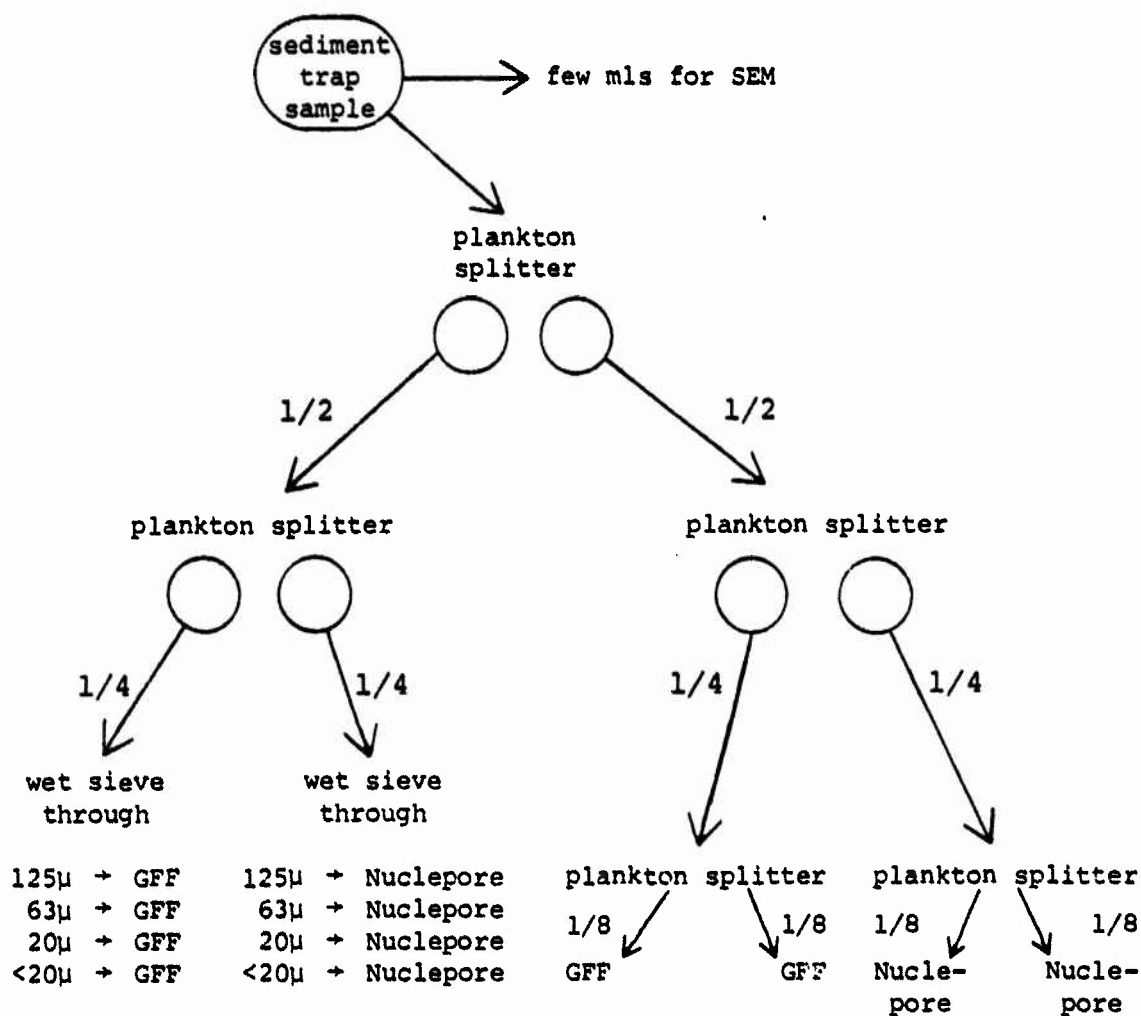 sediment
trap
sample
few mls for SEM
plankton
splitter
1/2
1/2
plankton splitter
plankton splitter
1/4
1/4
1/4
1/4
wet sieve
through
wet sieve
through
125µ → GFF
63µ → GFF
20µ → GFF
<20µ → GFF
125µ → Nuclepore
63µ → Nuclepore
20µ → Nuclepore
<20µ → Nuclepore
plankton splitter
1/8
1/8
GFF
GFF
plankton splitter
1/8
1/8
Nucle-
pore
Nucle-
pore